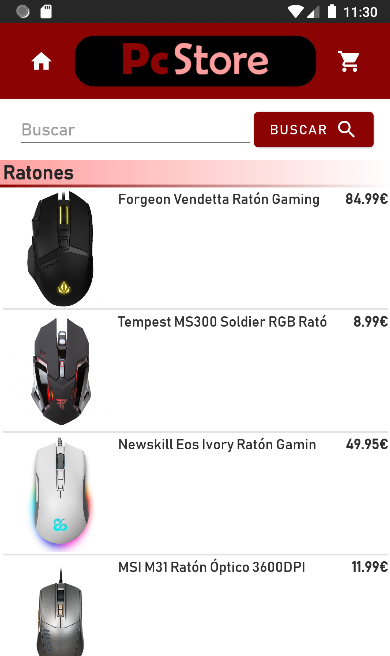 11:30
PcStore
Buscar
BUSCAR
Ratones
Forgeon Vendetta Ratón Gaming 84.99€
Tempest MS300 Soldier RGB Rató 8.99€
Newskill Eos Ivory Ratón Gamin 49.95€
MSI M31 Ratón Óptico 3600DPI 11.99€